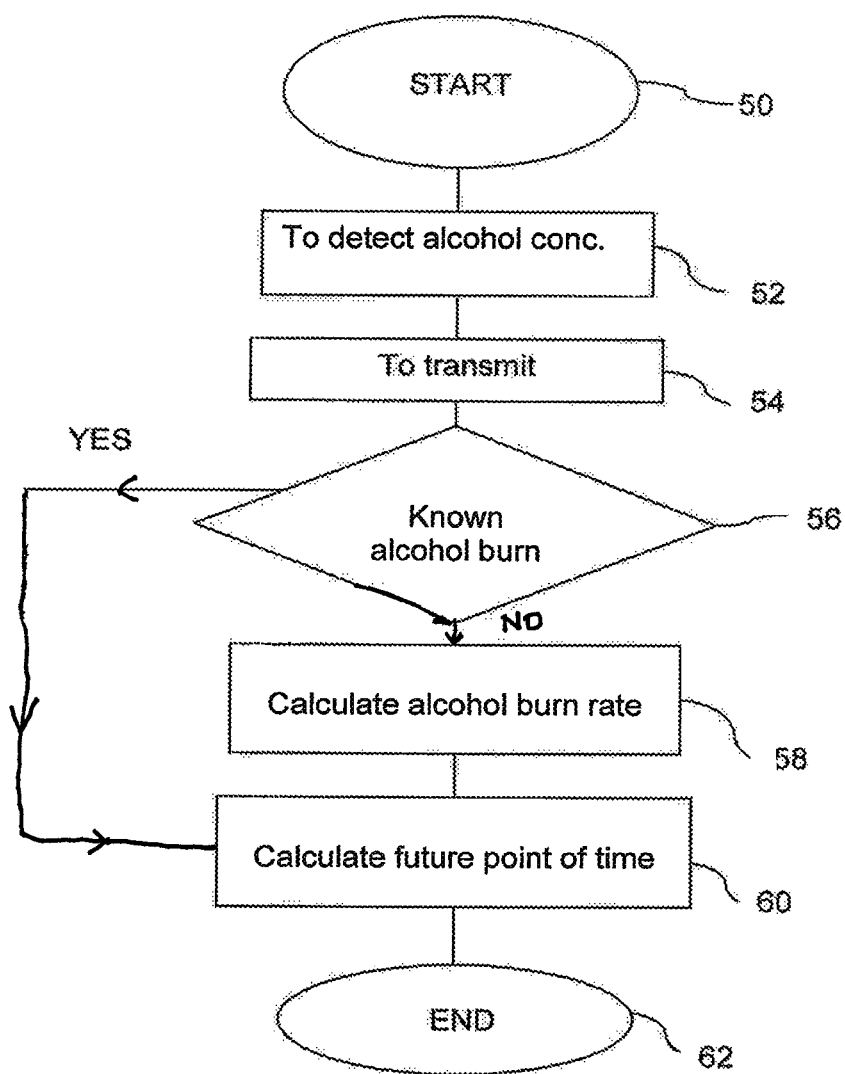 START
50
To detect alcohol conc.
52
To transmit
54
YES
Known
alcohol burn
56
NO
Calculate alcohol burn rate
58
Calculate future point of time
60
END
62